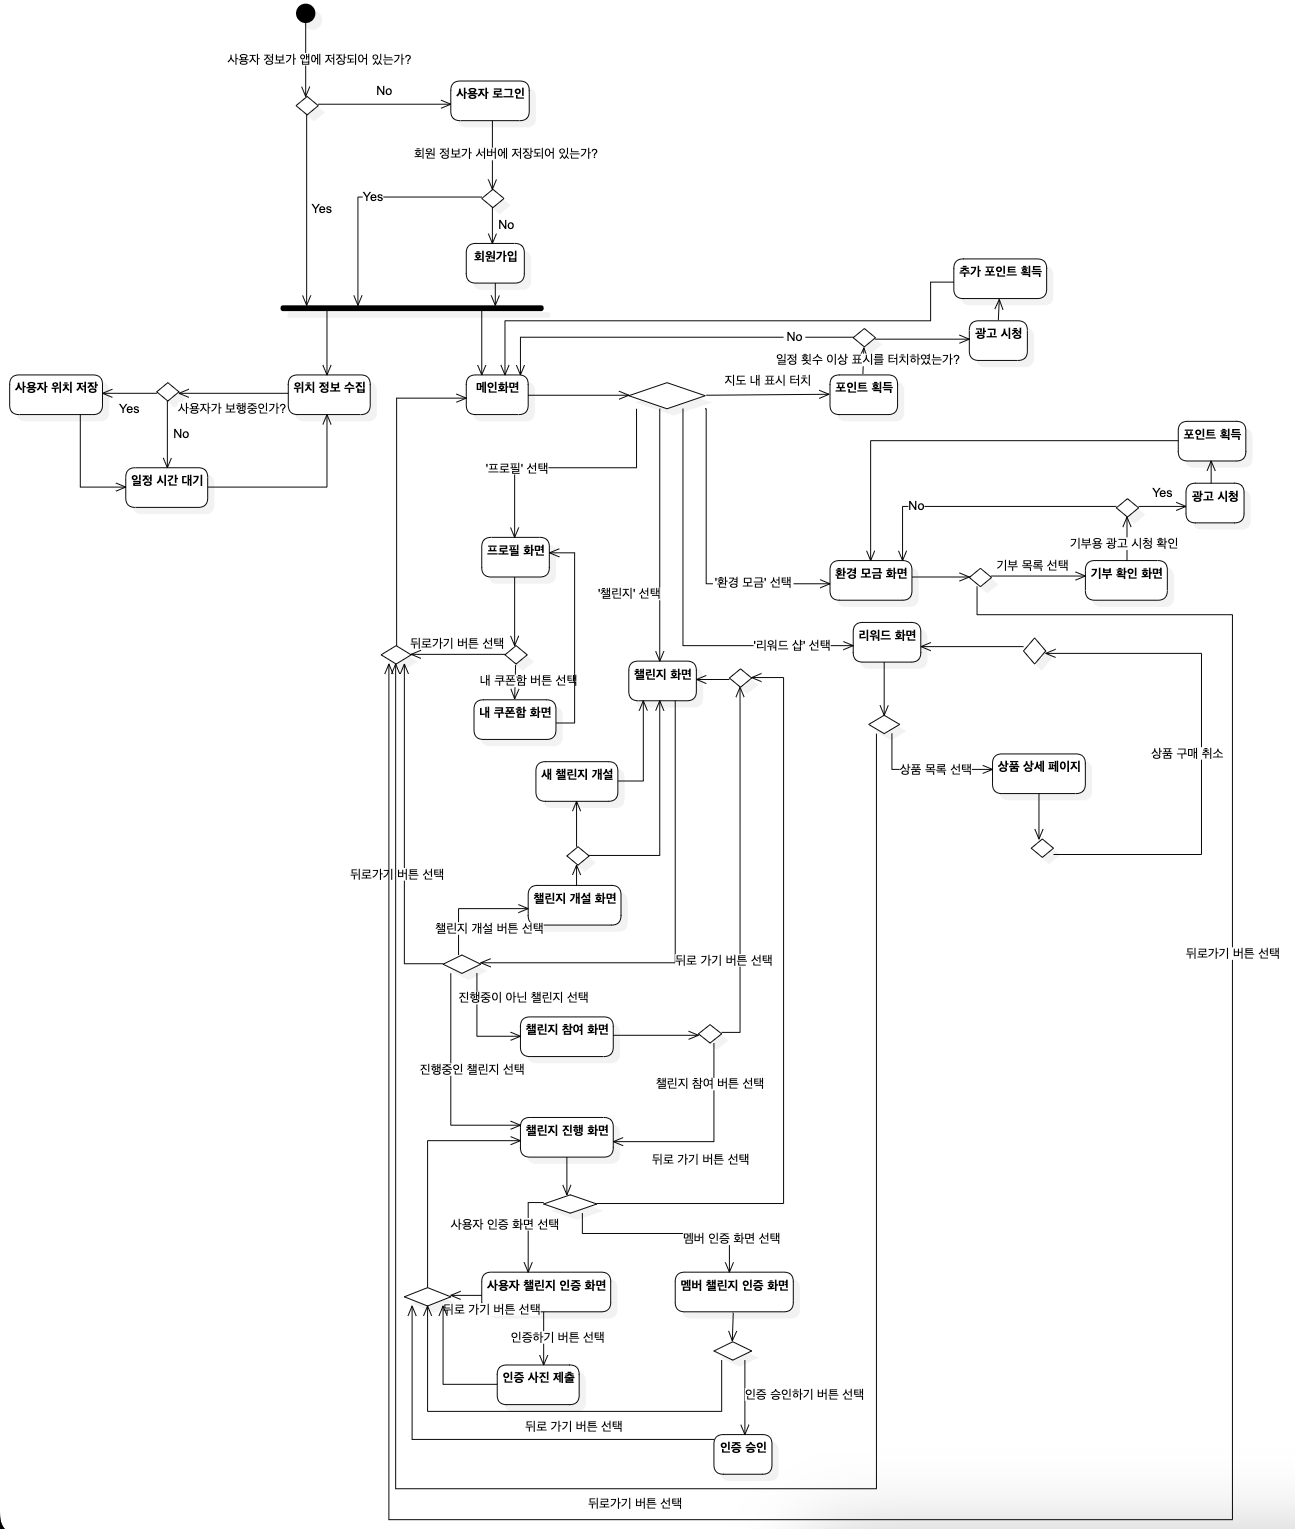 사용자 정보가 앱에 저장되어 있는가?
No
사용자 로그인
회원 정보가 서버에 저장되어 있는가?
Yes
Yes
No
회원가입
추가 포인트 획득
광고 시청
No
일정 횟수 이상 표시를 터치하였는가?
사용자 위치 저장
Yes
사용자가 보행중인가?
위치 정보 수집
메인화면
지도 내 표시 터치
포인트 획득
No
일정 시간 대기
'프로필' 선택
포인트 획득
Yes
광고 시청
No
기부용 광고 시청 확인
프로필 화면
'챌린지' 선택
'환경 모금' 선택
환경 모금 화면
기부 목록 선택
기부 확인 화면
뒤로가기 버튼 선택
'리워드 샵' 선택
리워드 화면
내 쿠폰함 버튼 선택
챌린지 화면
내 쿠폰함 화면
상품 구매 취소
새 챌린지 개설
상품 목록 선택
상품 상세 페이지
뒤로가기 버튼 선택
챌린지 개설 화면
챌린지 개설 버튼 선택
뒤로 가기 버튼 선택
뒤로가기 버튼 선택
진행중이 아닌 챌린지 선택
챌린지 참여 화면
진행중인 챌린지 선택
챌린지 참여 버튼 선택
챌린지 진행 화면
뒤로 가기 버튼 선택
사용자 인증 화면 선택
멤버 인증 화면 선택
사용자 챌린지 인증 화면
멤버 챌린지 인증 화면
뒤로 가기 버튼 선택
인증하기 버튼 선택
인증 사진 제출
인증 승인하기 버튼 선택
뒤로 가기 버튼 선택
인증 승인
뒤로가기 버튼 선택